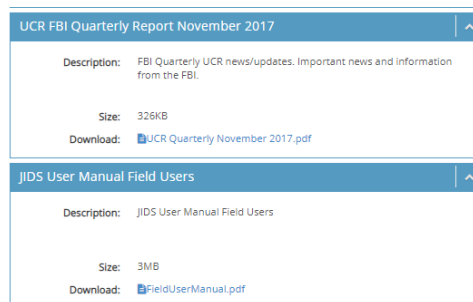 UCR FBI Quarterly Report November 2017
Description: FBI Quarterly UCR news/updates. Important news and information
from the FBI.
Size: 326KB
Download: UCR Quarterly November 2017.pdf
JIDS User Manual Field Users
Description: JIDS User Manual Field Users
Size: 3MB
Download: FieldUserManual.pdf